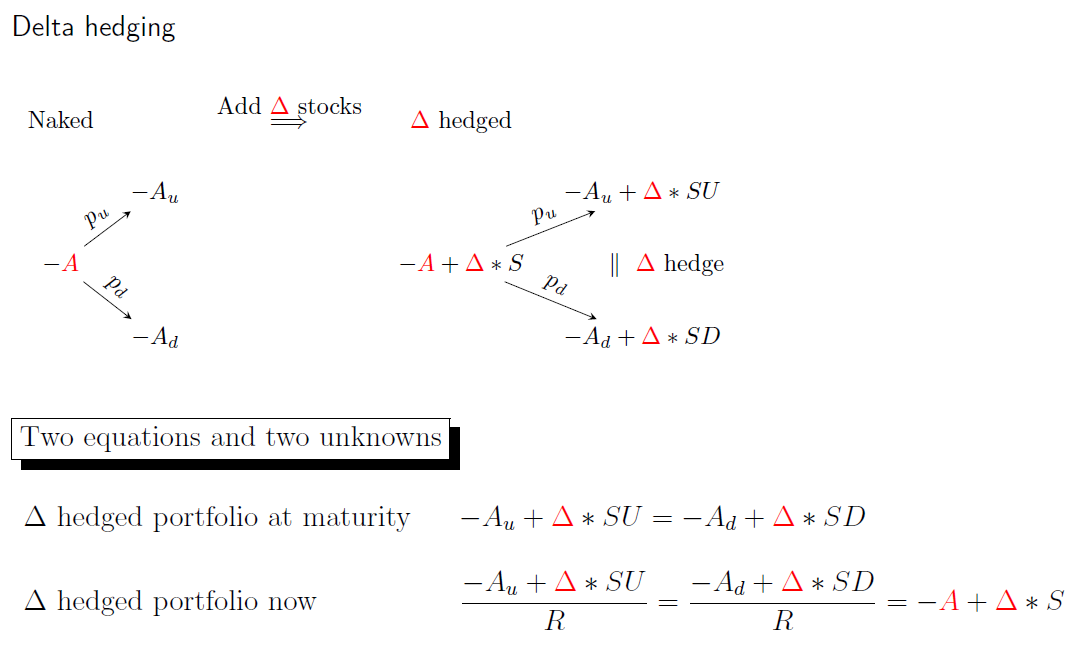 Delta hedging
Naked
Add Δ stocks
⟹
Δ hedged
−A_u
p_u
−A
p_d
−A_d
−A_u + Δ ∗ SU
p_u
−A + Δ ∗ S
|| Δ hedge
p_d
−A_d + Δ ∗ SD
Two equations and two unknowns
Δ hedged portfolio at maturity −A_u + Δ ∗ SU = −A_d + Δ ∗ SD
Δ hedged portfolio now (−A_u + Δ ∗ SU)/R = (−A_d + Δ ∗ SD)/R = −A + Δ ∗ S